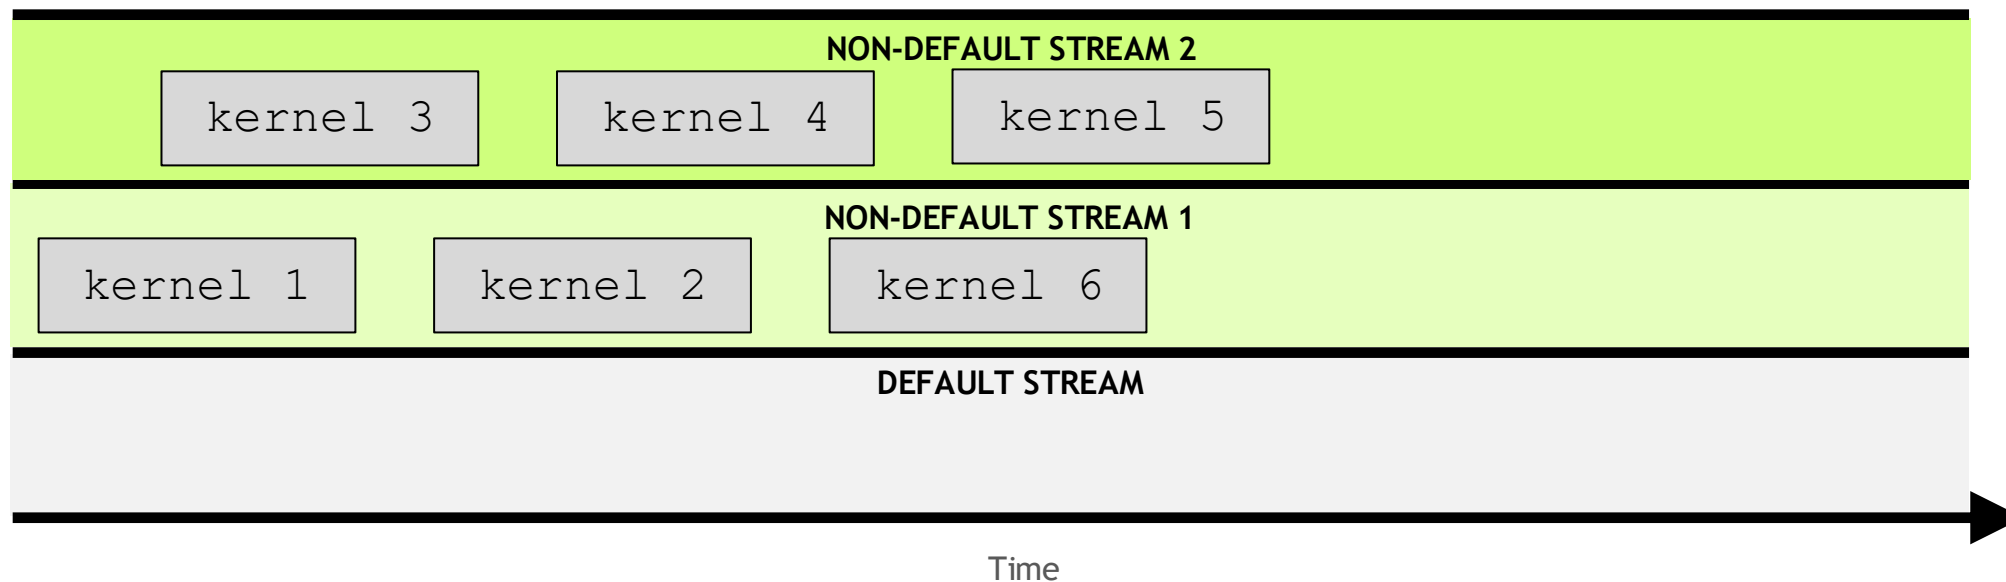 NON-DEFAULT STREAM 2
kernel 3 kernel 4 kernel 5
NON-DEFAULT STREAM 1
kernel 1 kernel 2 kernel 6
DEFAULT STREAM
Time